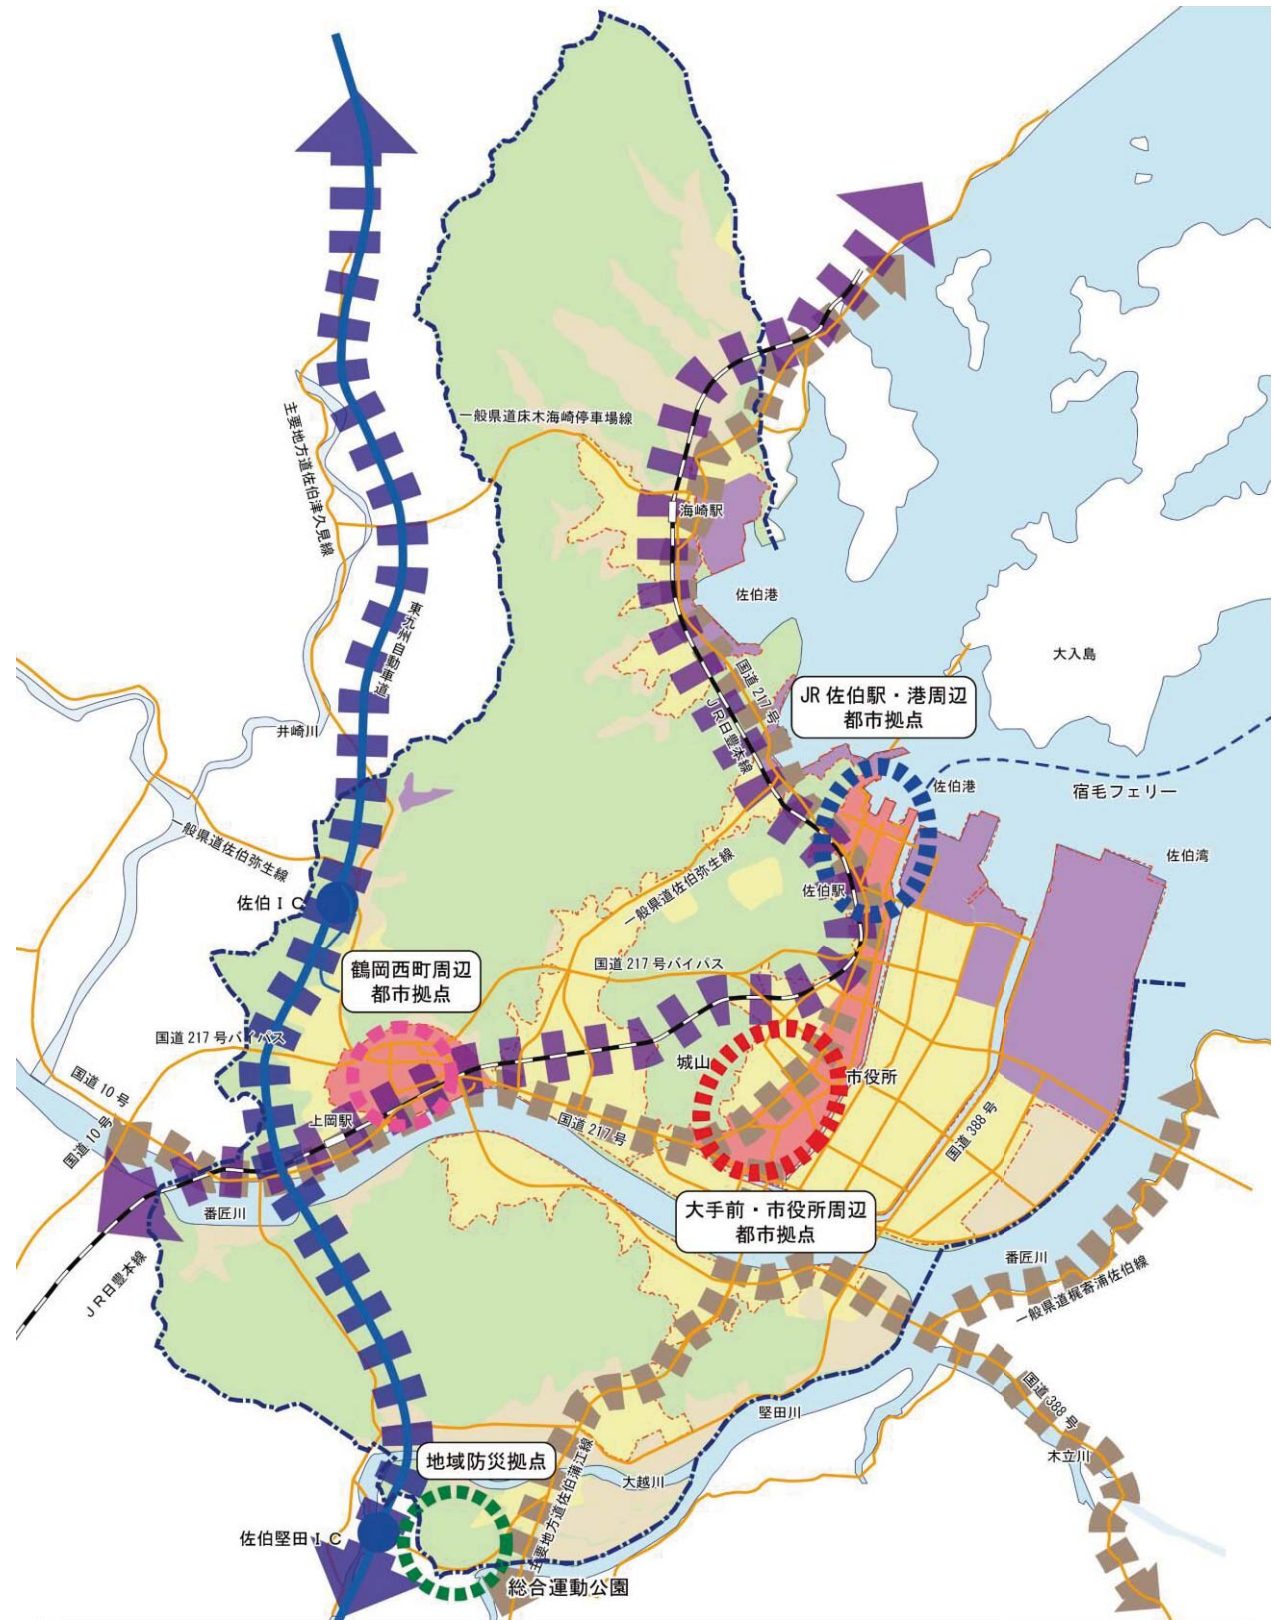 一般県道床木海崎停車場線
主要地方道佐伯津久見線
海崎駅
佐伯港
東九州自動車道
大入島
国道217号
JR佐伯駅・港周辺
都市拠点
井崎川
JR日豊本線
佐伯港
宿毛フェリー
一般県道佐伯弥生線
佐伯湾
佐伯IC
一般県道佐伯弥生線
佐伯駅
鶴岡西町周辺
都市拠点
国道217号バイパス
国道217号バイパス
城山
市役所
国道10号
国道10号
上岡駅
国道217号
国道388号
番匠川
大手前・市役所周辺
都市拠点
JR日豊本線
番匠川
一般県道梶寄浦佐伯線
国道388号
堅田川
木立川
地域防災拠点
大越川
主要地方道佐伯蒲江線
佐伯堅田IC
総合運動公園